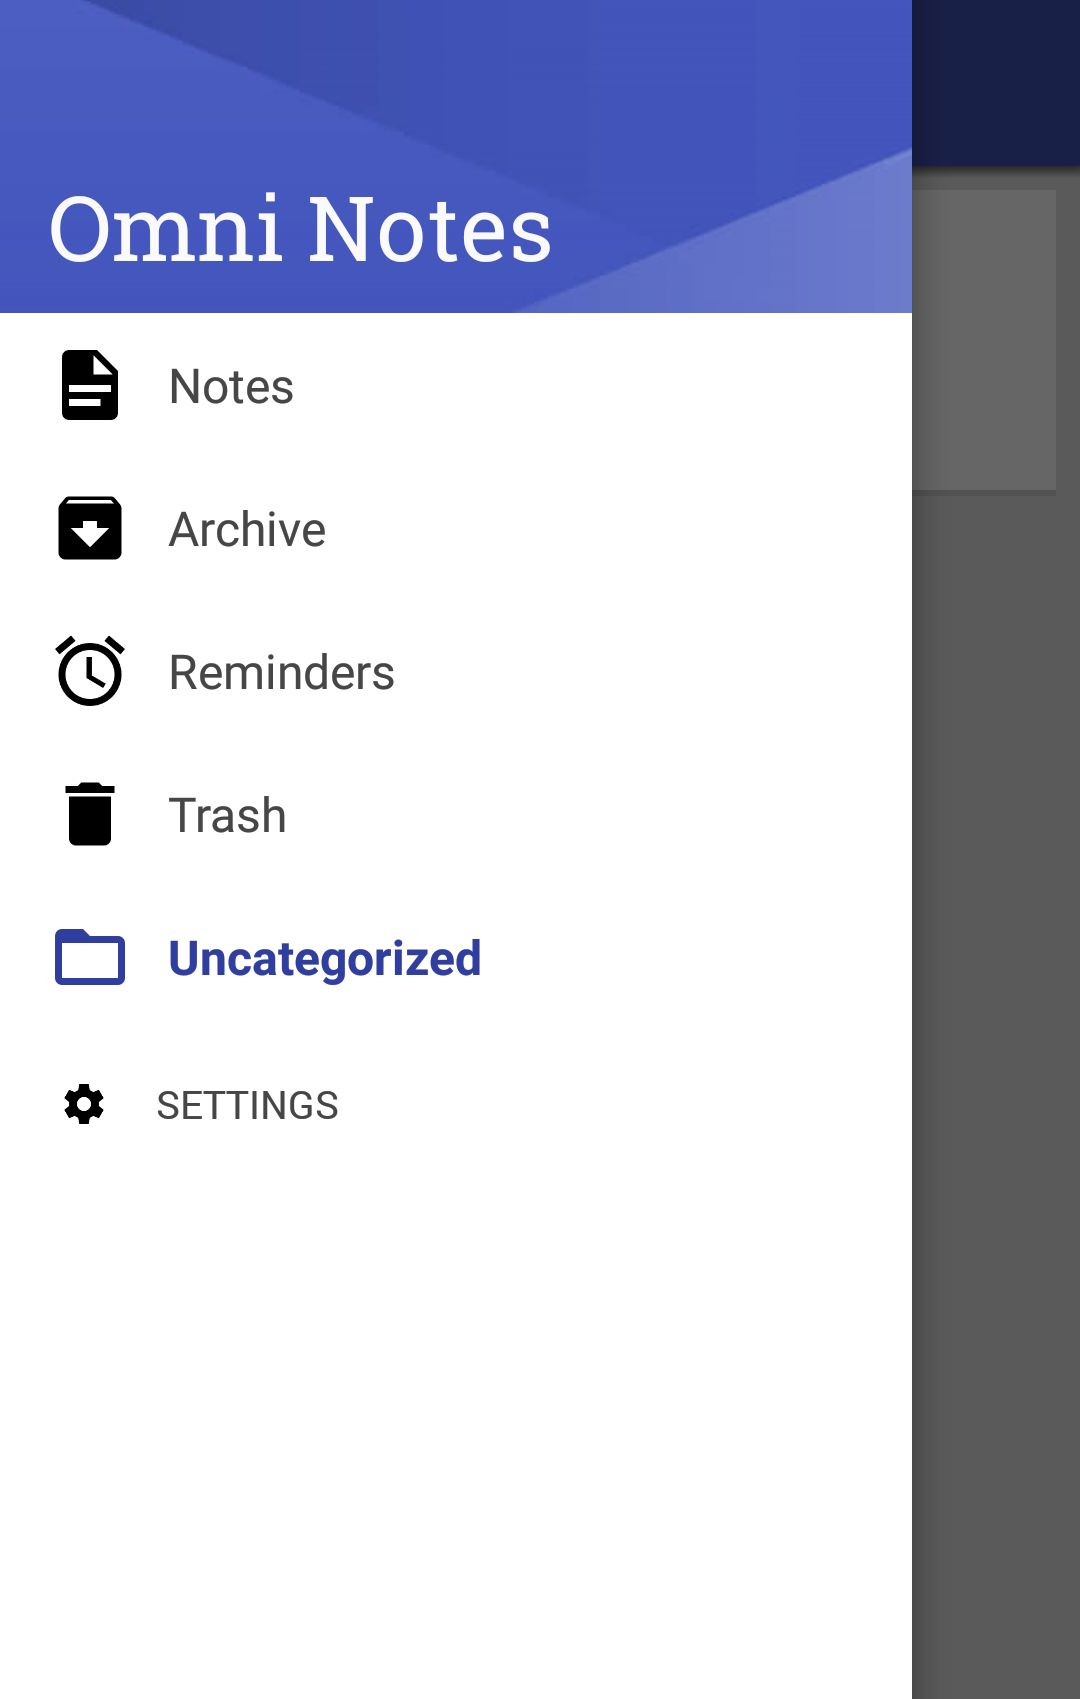 Omni Notes
Notes
Archive
Reminders
Trash
Uncategorized
SETTINGS